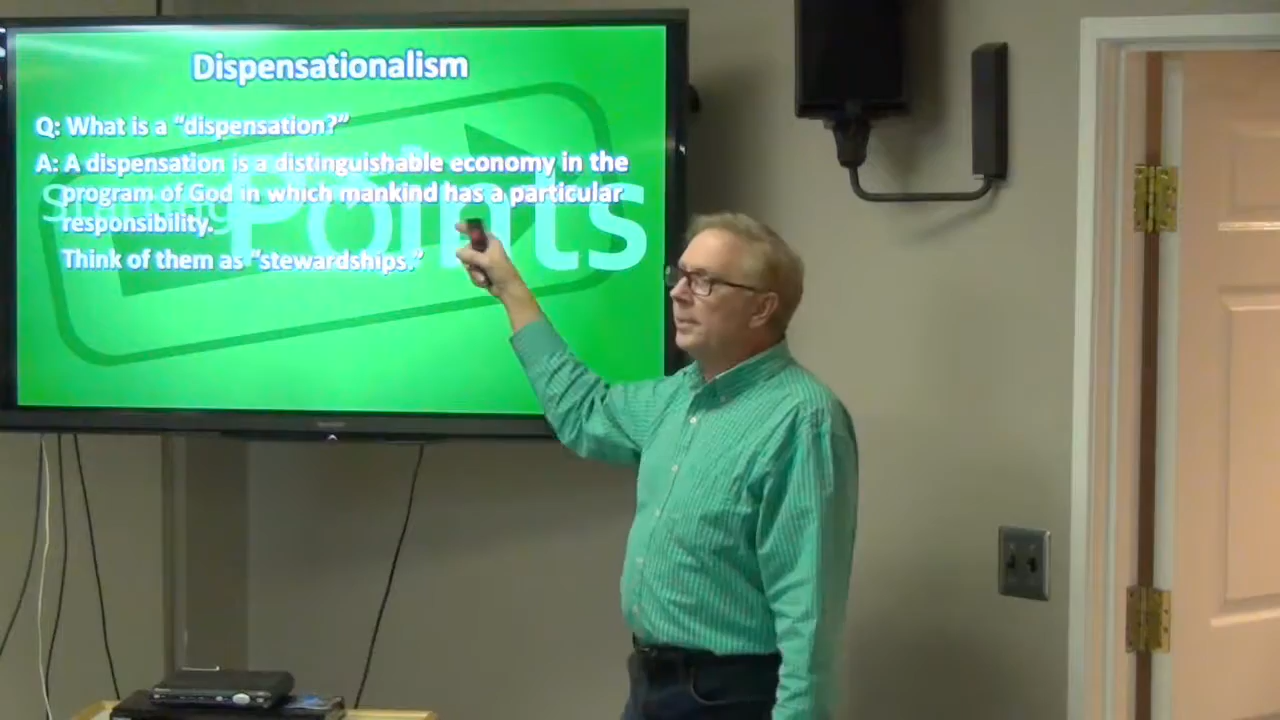 Dispensationalism
Q: What is a “dispensation?”
A: A dispensation is a distinguishable economy in the
program of God in which mankind has a particular
responsibility.
Think of them as “stewardships.”
Points